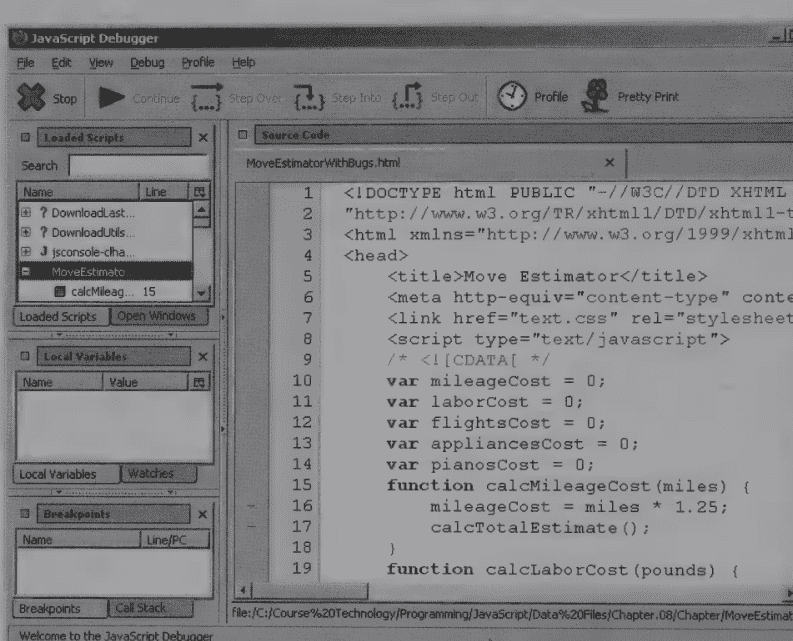 JavaScript Debugger
File Edit View Debug Profile Help
Stop Continue Step Over Step Into Step Out Profile Pretty Print
Loaded Scripts
Search
Name Line
? DownloadLast...
? DownloadUtils...
J jsconsole-clha...
MoveEstimato...
calcMileag... 15
Loaded Scripts Open Windows
Local Variables
Name Value
Local Variables Watches
Breakpoints
Name Line/PC
Breakpoints Call Stack
Welcome to the JavaScript Debugger
Source Code
MoveEstimatorWithBugs.html
1 <!DOCTYPE html PUBLIC "-//W3C//DTD XHTML
2 "http://www.w3.org/TR/xhtml1/DTD/xhtml1-t
3 <html xmlns="http://www.w3.org/1999/xhtml
4 <head>
5 <title>Move Estimator</title>
6 <meta http-equiv="content-type" conte
7 <link href="text.css" rel="stylesheet
8 <script type="text/javascript">
9 /* <![CDATA[ */
10 var mileageCost = 0;
11 var laborCost = 0;
12 var flightsCost = 0;
13 var appliancesCost = 0;
14 var pianosCost = 0;
15 function calcMileageCost(miles) {
16 mileageCost = miles * 1.25;
17 calcTotalEstimate();
18 }
19 function calcLaborCost(pounds) {
file:/C:/Course%20Technology/Programming/JavaScript/Data%20Files/Chapter.08/Chapter/MoveEstimat